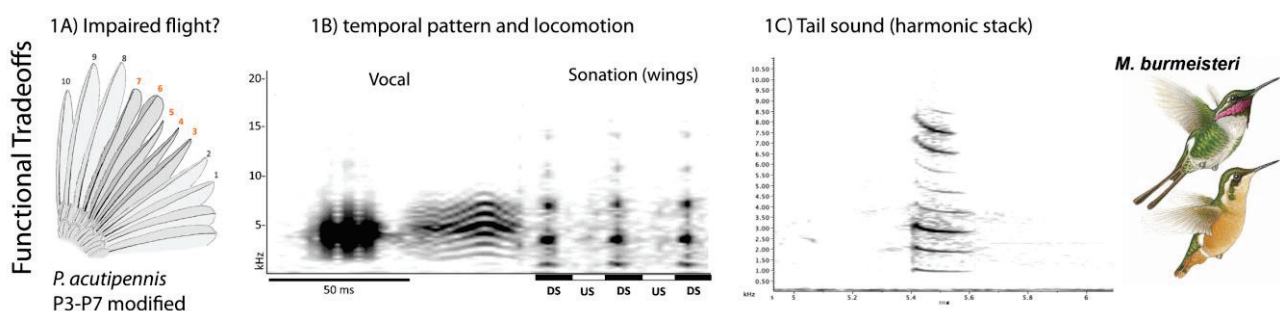 Functional Tradeoffs
1A) Impaired flight?
10
9
8
7
6
5
4
3
2
1
P. acutipennis
P3-P7 modified
1B) temporal pattern and locomotion
Vocal
Sonation (wings)
20-
15-
10-
5-
kHz
50 ms
DS US DS US DS
1C) Tail sound (harmonic stack)
10.50
10.00
9.50
9.00
8.50
8.00
7.50
7.00
6.50
6.00
5.50
5.00
4.50
4.00
3.50
3.00
2.50
2.00
1.50
1.00
kHz
s 5 5.2 5.4 5.6 5.8 6
M. burmeisteri